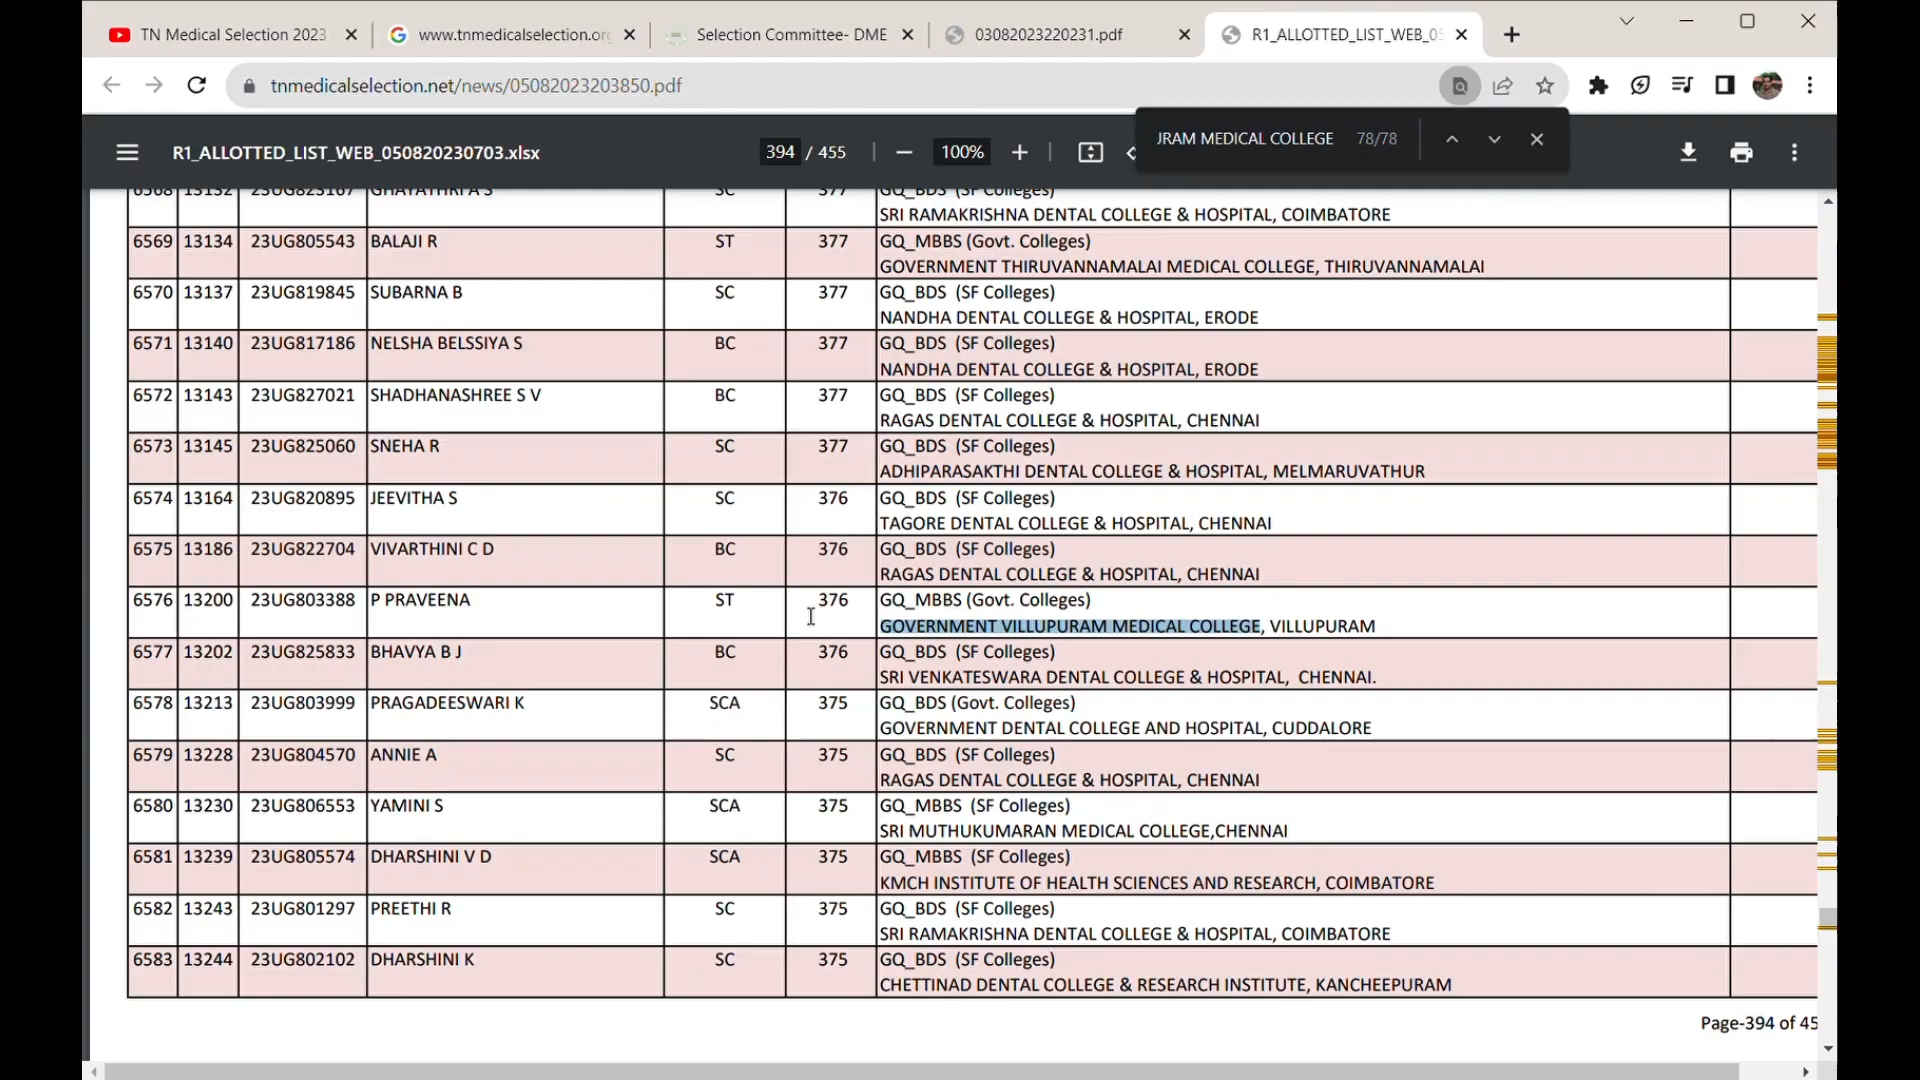 TN Medical Selection 2023
www.tnmedicalselection.org
Selection Committee- DME
03082023220231.pdf
R1_ALLOTTED_LIST_WEB_05
tnmedicalselection.net/news/05082023203850.pdf
R1_ALLOTTED_LIST_WEB_050820230703.xlsx
394 / 455
100%
JRAM MEDICAL COLLEGE 78/78
6568 13132 23UG823167 GHAYATHRI A S SC 377 GQ_BDS (SF Colleges)
SRI RAMAKRISHNA DENTAL COLLEGE & HOSPITAL, COIMBATORE
6569 13134 23UG805543 BALAJI R ST 377 GQ_MBBS (Govt. Colleges)
GOVERNMENT THIRUVANNAMALAI MEDICAL COLLEGE, THIRUVANNAMALAI
6570 13137 23UG819845 SUBARNA B SC 377 GQ_BDS (SF Colleges)
NANDHA DENTAL COLLEGE & HOSPITAL, ERODE
6571 13140 23UG817186 NELSHA BELSSIYA S BC 377 GQ_BDS (SF Colleges)
NANDHA DENTAL COLLEGE & HOSPITAL, ERODE
6572 13143 23UG827021 SHADHANASHREE S V BC 377 GQ_BDS (SF Colleges)
RAGAS DENTAL COLLEGE & HOSPITAL, CHENNAI
6573 13145 23UG825060 SNEHA R SC 377 GQ_BDS (SF Colleges)
ADHIPARASAKTHI DENTAL COLLEGE & HOSPITAL, MELMARUVATHUR
6574 13164 23UG820895 JEEVITHA S SC 376 GQ_BDS (SF Colleges)
TAGORE DENTAL COLLEGE & HOSPITAL, CHENNAI
6575 13186 23UG822704 VIVARTHINI C D BC 376 GQ_BDS (SF Colleges)
RAGAS DENTAL COLLEGE & HOSPITAL, CHENNAI
6576 13200 23UG803388 P PRAVEENA ST 376 GQ_MBBS (Govt. Colleges)
GOVERNMENT VILLUPURAM MEDICAL COLLEGE, VILLUPURAM
6577 13202 23UG825833 BHAVYA B J BC 376 GQ_BDS (SF Colleges)
SRI VENKATESWARA DENTAL COLLEGE & HOSPITAL, CHENNAI.
6578 13213 23UG803999 PRAGADEESWARI K SCA 375 GQ_BDS (Govt. Colleges)
GOVERNMENT DENTAL COLLEGE AND HOSPITAL, CUDDALORE
6579 13228 23UG804570 ANNIE A SC 375 GQ_BDS (SF Colleges)
RAGAS DENTAL COLLEGE & HOSPITAL, CHENNAI
6580 13230 23UG806553 YAMINI S SCA 375 GQ_MBBS (SF Colleges)
SRI MUTHUKUMARAN MEDICAL COLLEGE,CHENNAI
6581 13239 23UG805574 DHARSHINI V D SCA 375 GQ_MBBS (SF Colleges)
KMCH INSTITUTE OF HEALTH SCIENCES AND RESEARCH, COIMBATORE
6582 13243 23UG801297 PREETHI R SC 375 GQ_BDS (SF Colleges)
SRI RAMAKRISHNA DENTAL COLLEGE & HOSPITAL, COIMBATORE
6583 13244 23UG802102 DHARSHINI K SC 375 GQ_BDS (SF Colleges)
CHETTINAD DENTAL COLLEGE & RESEARCH INSTITUTE, KANCHEEPURAM
Page-394 of 45